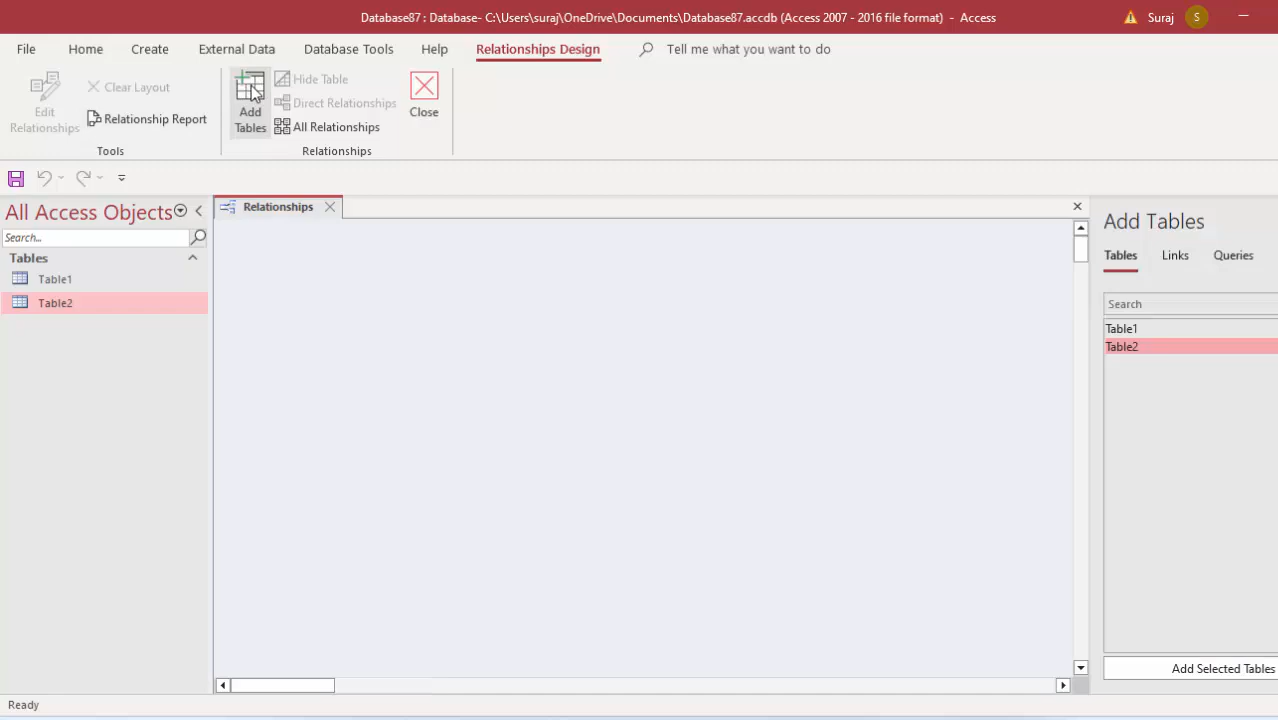 Database87 : Database- C:\Users\suraj\OneDrive\Documents\Database87.accdb (Access 2007 - 2016 file format) - Access
Suraj
S
File Home Create External Data Database Tools Help Relationships Design Tell me what you want to do
Edit Relationships
Clear Layout
Relationship Report
Tools
Add Tables
Hide Table
Direct Relationships
All Relationships
Relationships
Close
All Access Objects
Search...
Tables
Table1
Table2
Relationships
Add Tables
Tables Links Queries
Search
Table1
Table2
Add Selected Tables
Ready